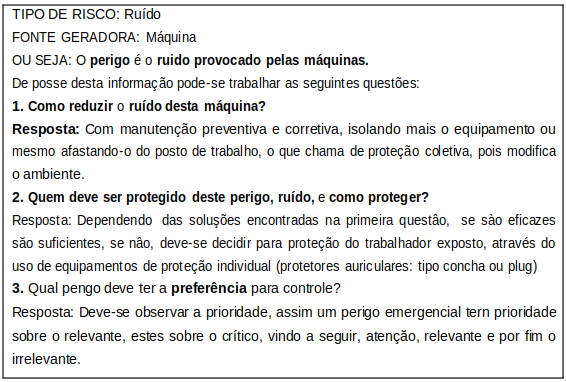 TIPO DE RISCO: Ruído
FONTE GERADORA: Máquina
OU SEJA: O perigo é o ruido provocado pelas máquinas.
De posse desta informação pode-se trabalhar as seguintes questões:
1. Como reduzir o ruído desta máquina?
Resposta: Com manutenção preventiva e corretiva, isolando mais o equipamento ou
mesmo afastando-o do posto de trabalho, o que chama de proteção coletiva, pois modifica
o ambiente.
2. Quem deve ser protegido deste perigo, ruído, e como proteger?
Resposta: Dependendo das soluções encontradas na primeira questâo, se sào eficazes
são suficientes, se nâo, deve-se decidir para proteção do trabalhador exposto, através do
uso de equipamentos de proteção individual (protetores auriculares: tipo concha ou plug)
3. Qual pengo deve ter a preferência para controle?
Resposta: Deve-se observar a prioridade, assim um perigo emergencial tern prioridade
sobre o relevante, estes sobre o crítico, vindo a seguir, atenção, relevante e por fim o
irrelevante.